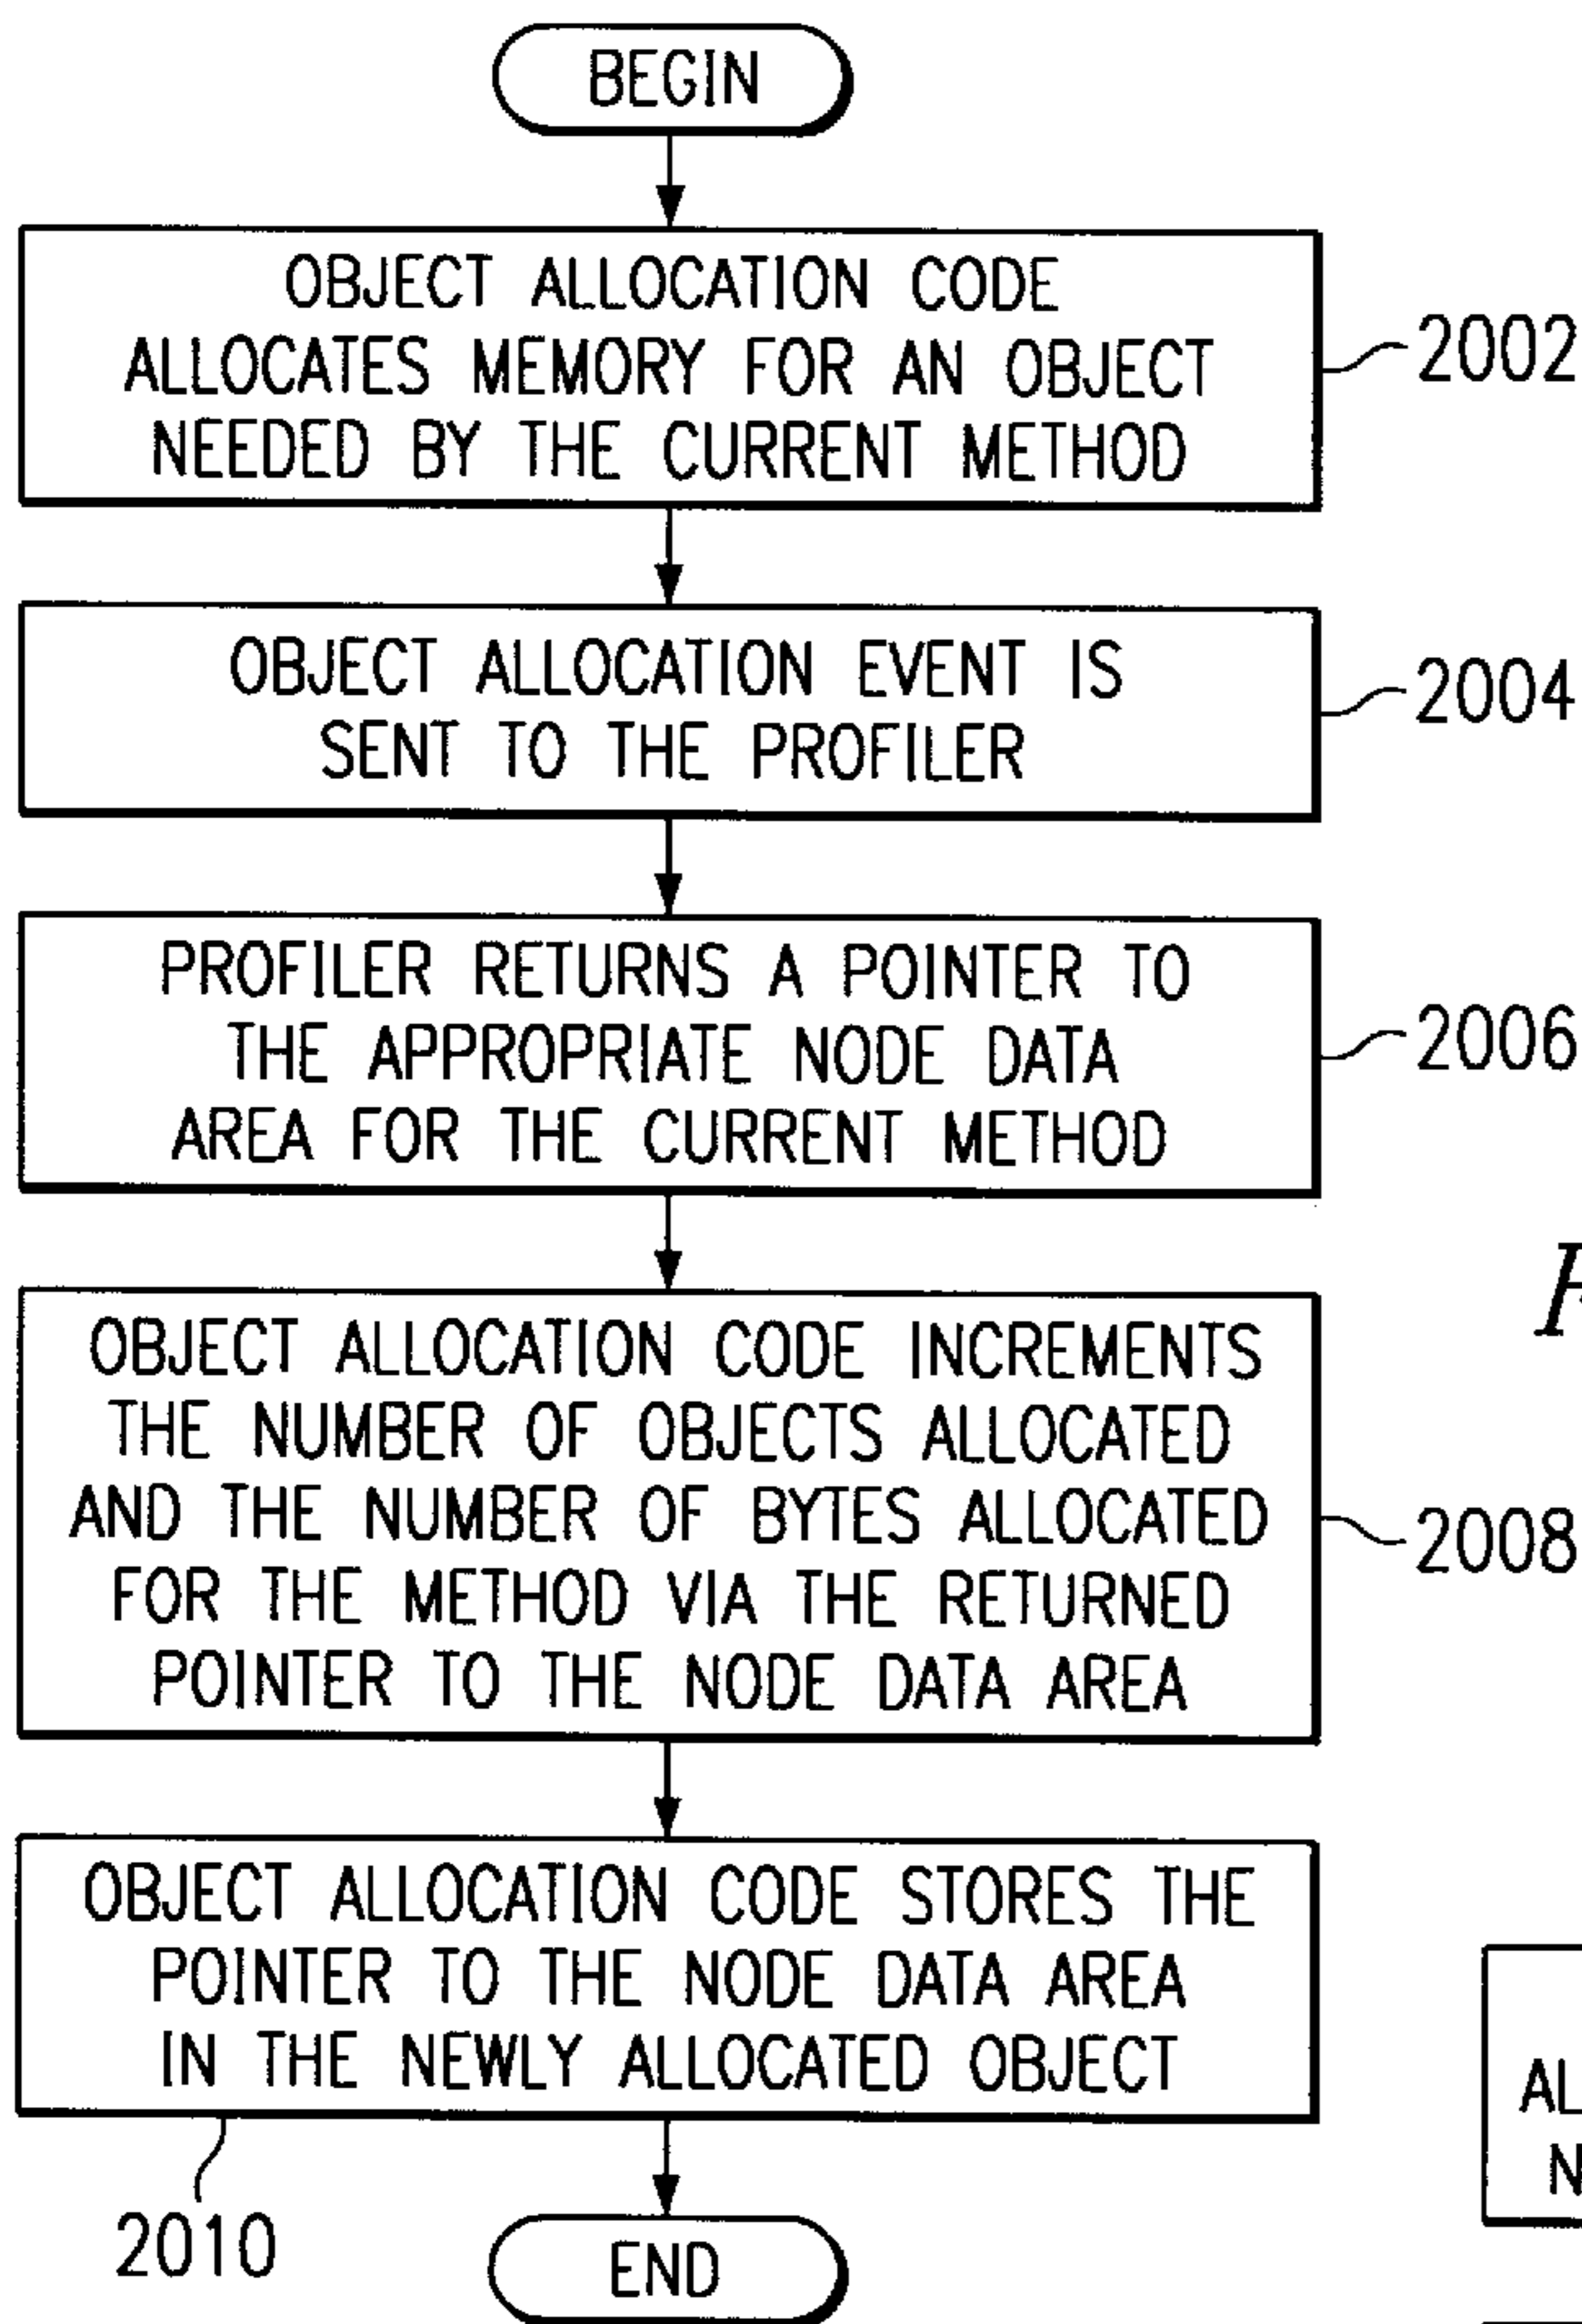 BEGIN
OBJECT ALLOCATION CODE
ALLOCATES MEMORY FOR AN OBJECT
NEEDED BY THE CURRENT METHOD
2002
OBJECT ALLOCATION EVENT IS
SENT TO THE PROFILER
2004
PROFILER RETURNS A POINTER TO
THE APPROPRIATE NODE DATA
AREA FOR THE CURRENT METHOD
2006
OBJECT ALLOCATION CODE INCREMENTS
THE NUMBER OF OBJECTS ALLOCATED
AND THE NUMBER OF BYTES ALLOCATED
FOR THE METHOD VIA THE RETURNED
POINTER TO THE NODE DATA AREA
2008
OBJECT ALLOCATION CODE STORES THE
POINTER TO THE NODE DATA AREA
IN THE NEWLY ALLOCATED OBJECT
2010
END